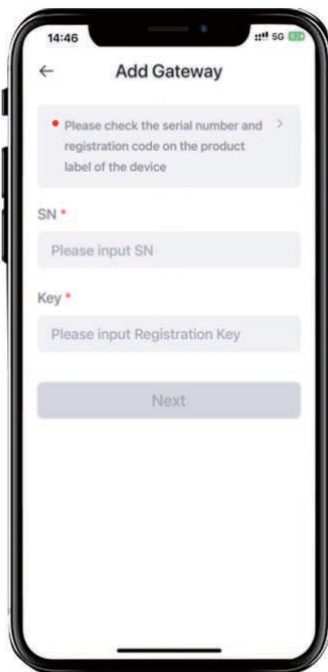 14:46
5G
Add Gateway
• Please check the serial number and
registration code on the product
label of the device
SN *
Please input SN
Key *
Please input Registration Key
Next